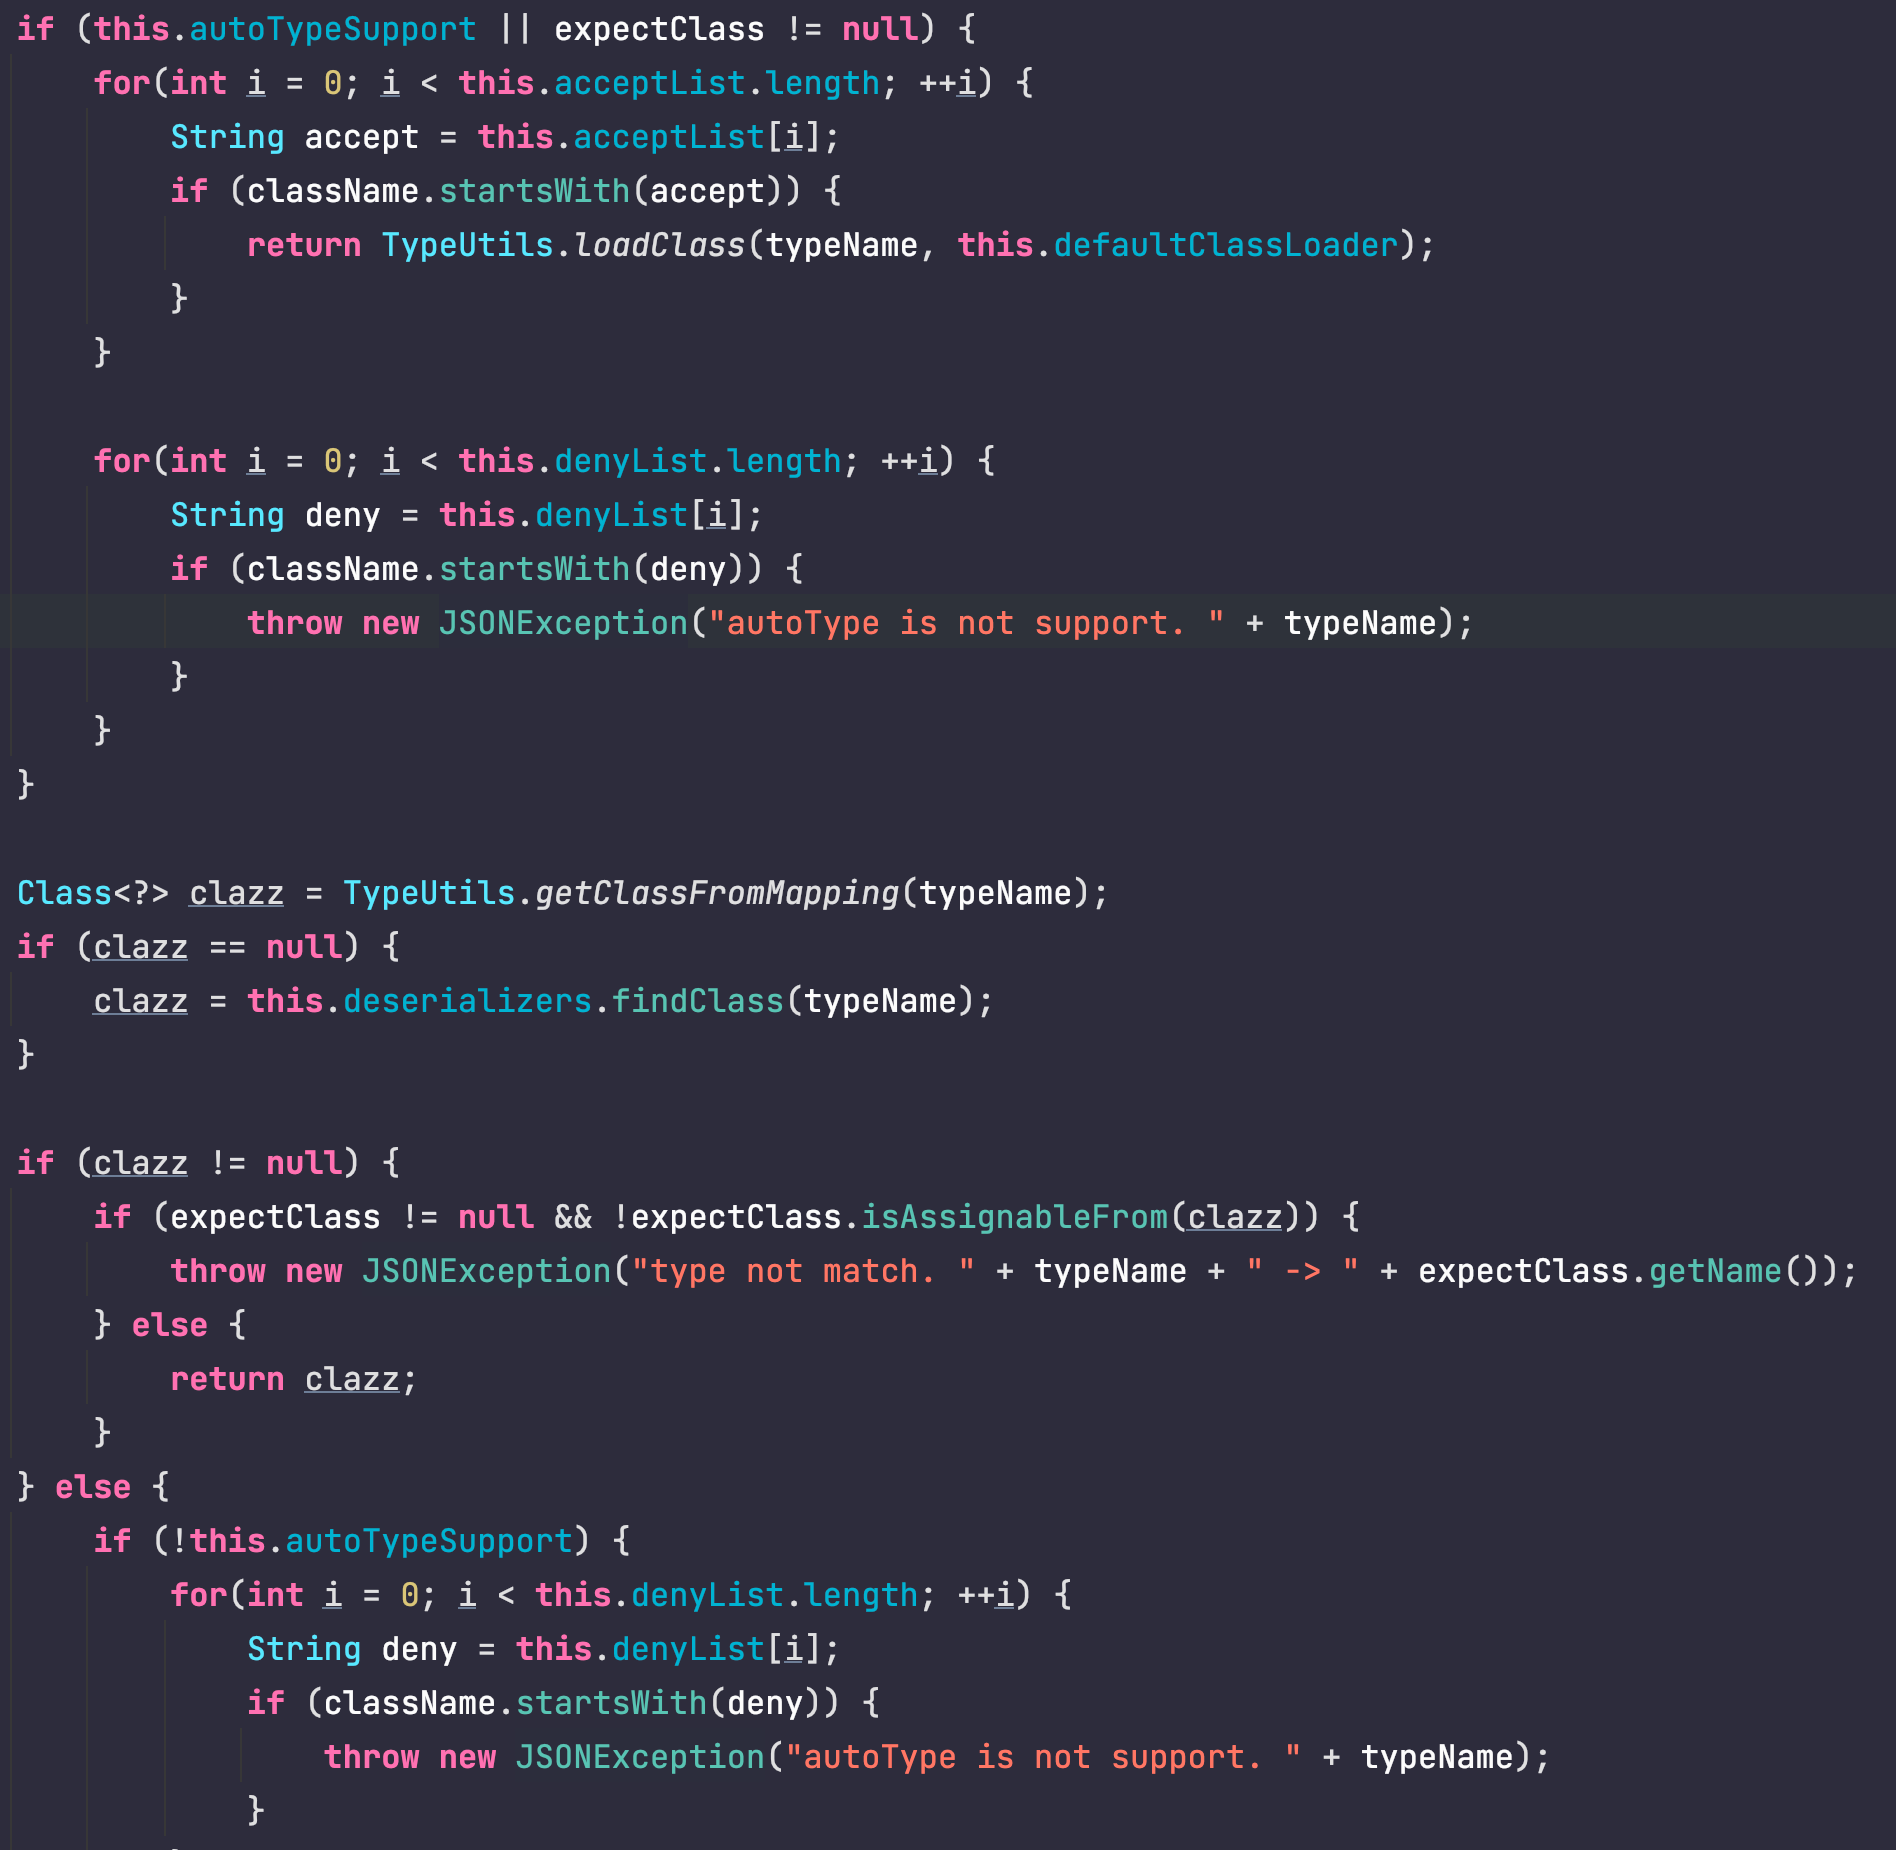 if (this.autoTypeSupport || expectClass != null) {
    for(int i = 0; i < this.acceptList.length; ++i) {
        String accept = this.acceptList[i];
        if (className.startsWith(accept)) {
            return TypeUtils.loadClass(typeName, this.defaultClassLoader);
        }
    }

    for(int i = 0; i < this.denyList.length; ++i) {
        String deny = this.denyList[i];
        if (className.startsWith(deny)) {
            throw new JSONException("autoType is not support. " + typeName);
        }
    }
}

Class<?> clazz = TypeUtils.getClassFromMapping(typeName);
if (clazz == null) {
    clazz = this.deserializers.findClass(typeName);
}

if (clazz != null) {
    if (expectClass != null && !expectClass.isAssignableFrom(clazz)) {
        throw new JSONException("type not match. " + typeName + " -> " + expectClass.getName());
    } else {
        return clazz;
    }
} else {
    if (!this.autoTypeSupport) {
        for(int i = 0; i < this.denyList.length; ++i) {
            String deny = this.denyList[i];
            if (className.startsWith(deny)) {
                throw new JSONException("autoType is not support. " + typeName);
            }